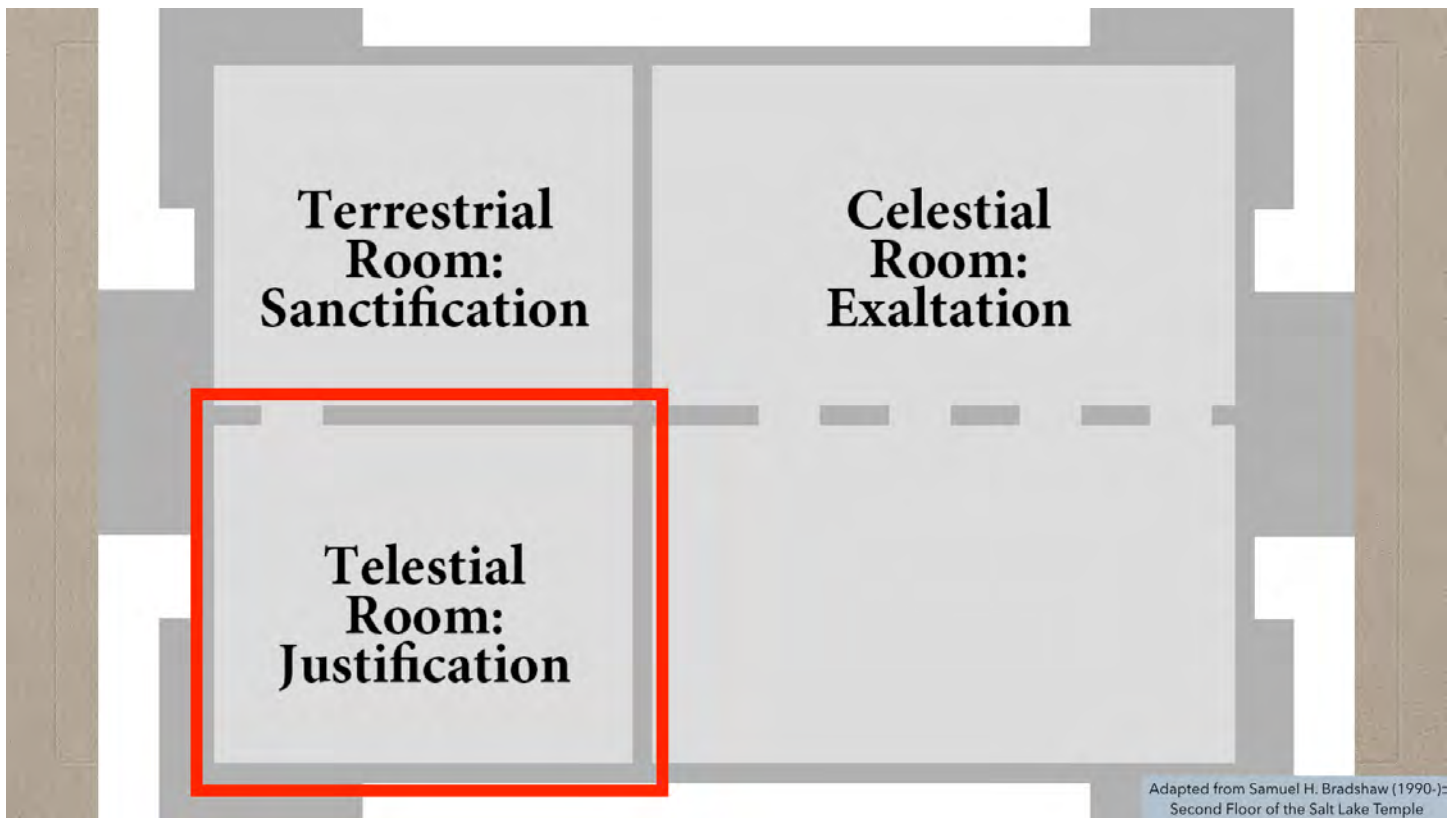 Terrestrial
Room:
Sanctification
Celestial
Room:
Exaltation
Telestial
Room:
Justification
Adapted from Samuel H. Bradshaw (1990-):
Second Floor of the Salt Lake Temple